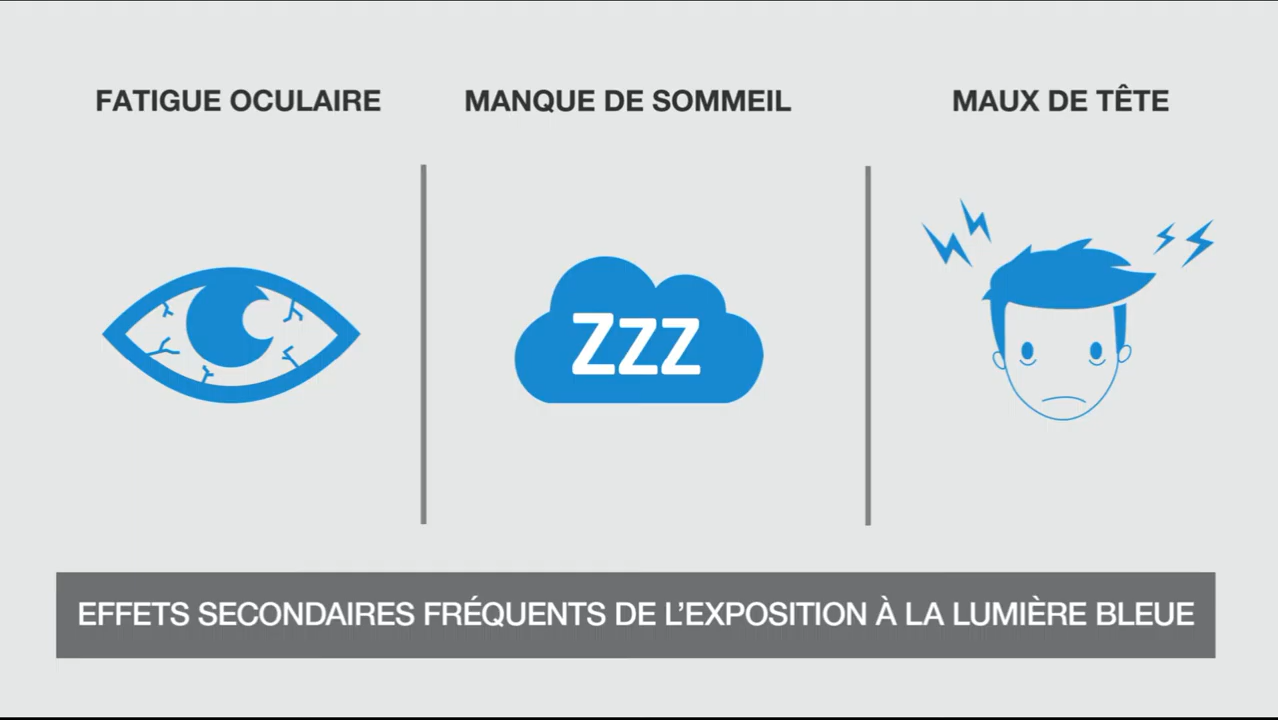 FATIGUE OCULAIRE
MANQUE DE SOMMEIL
MAUX DE TÊTE
ZZZ
EFFETS SECONDAIRES FRÉQUENTS DE L’EXPOSITION À LA LUMIÈRE BLEUE